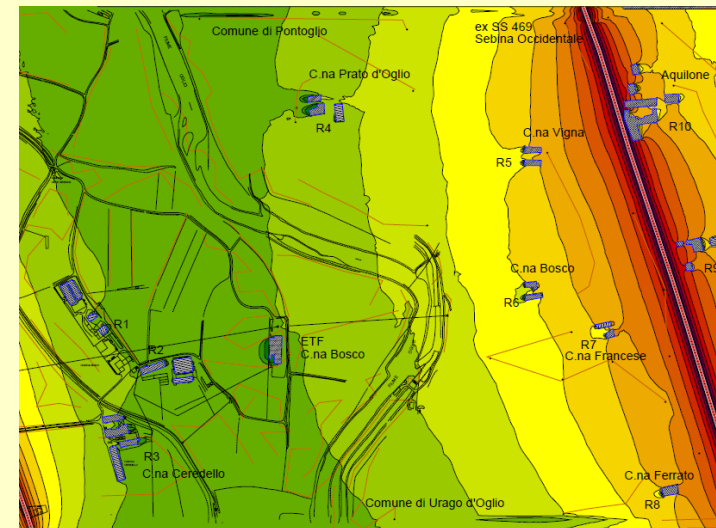 Comune di Pontoglio
ex SS 469
Sebina Occidentale
C.na Prato d'Oglio
Aquilone
R4
R10
C.na Vigna
R5
C.na Bosco
R6
R9
R1
R7
ETF
C.na Bosco
R2
C.na Francese
R3
C.na Ceredello
C.na Ferrato
R8
Comune di Urago d'Oglio